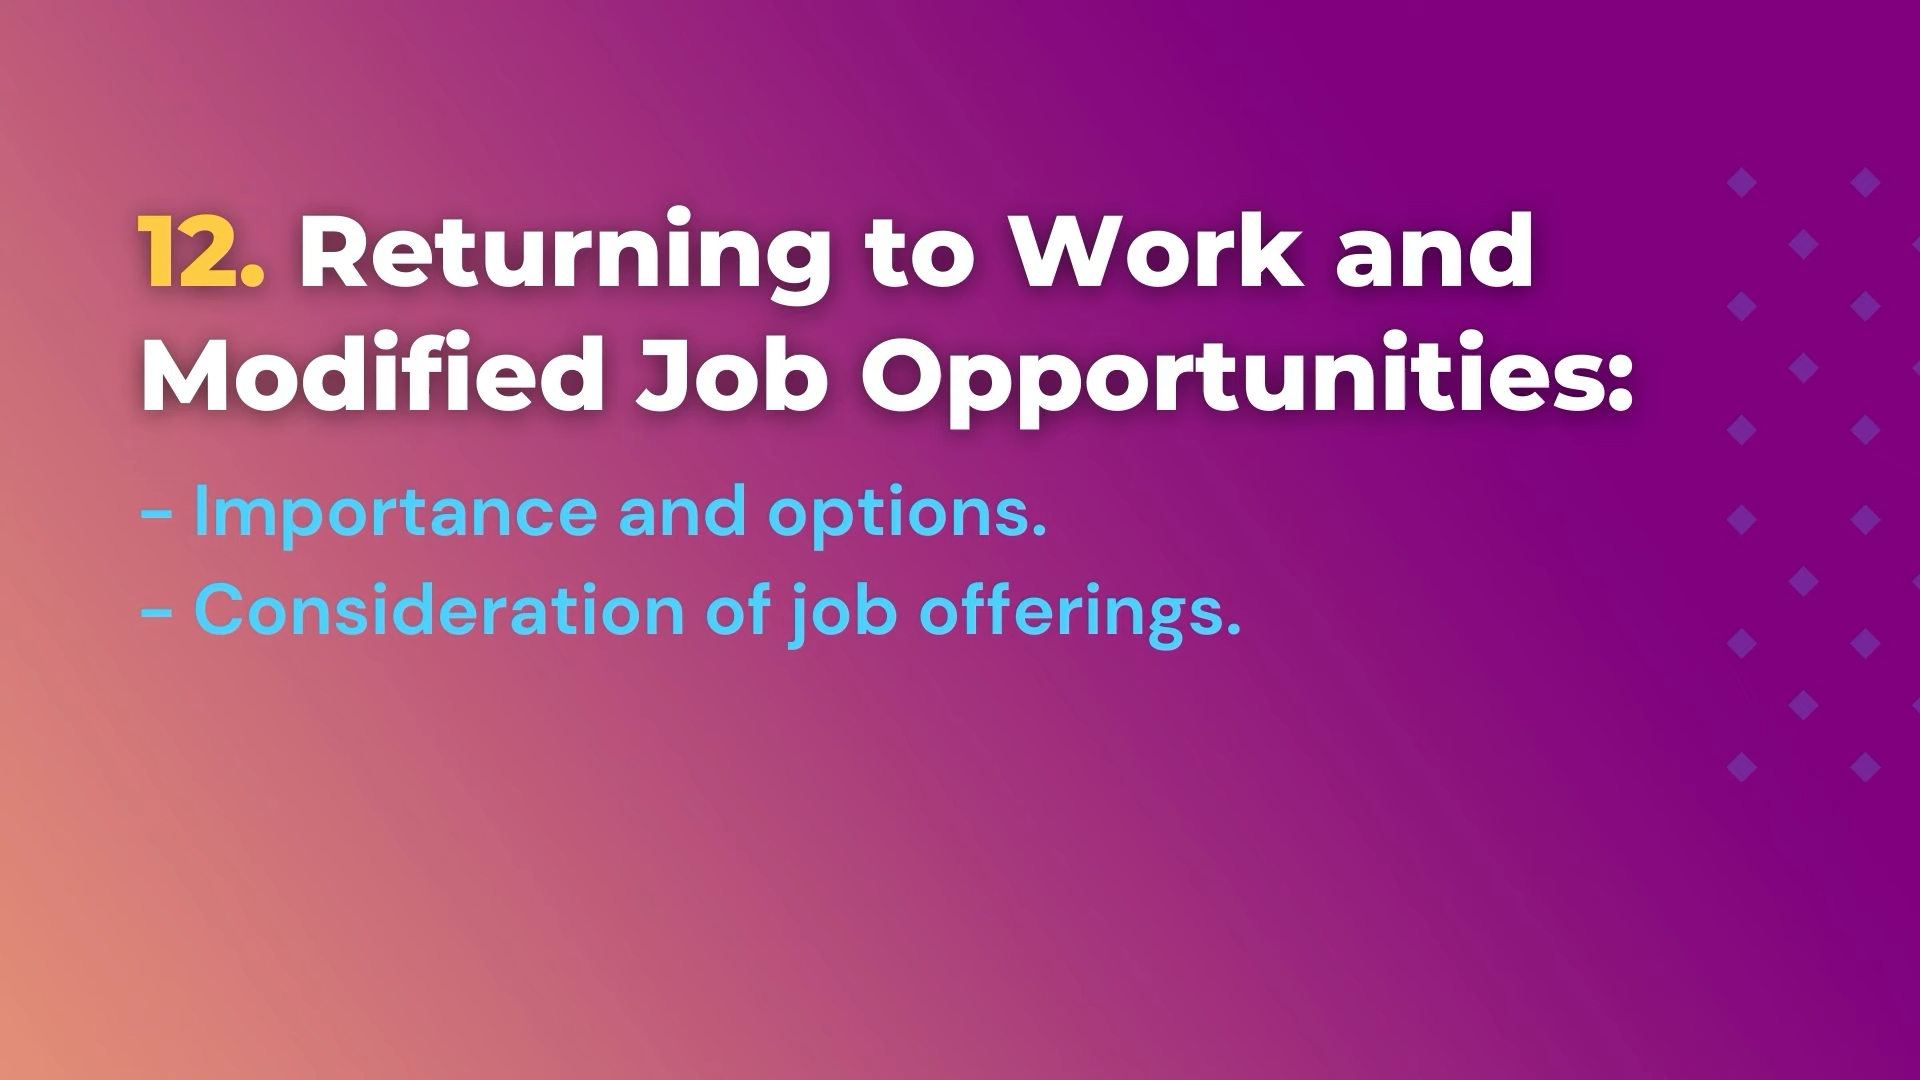 12. Returning to Work and
Modified Job Opportunities:
- Importance and options.
- Consideration of job offerings.